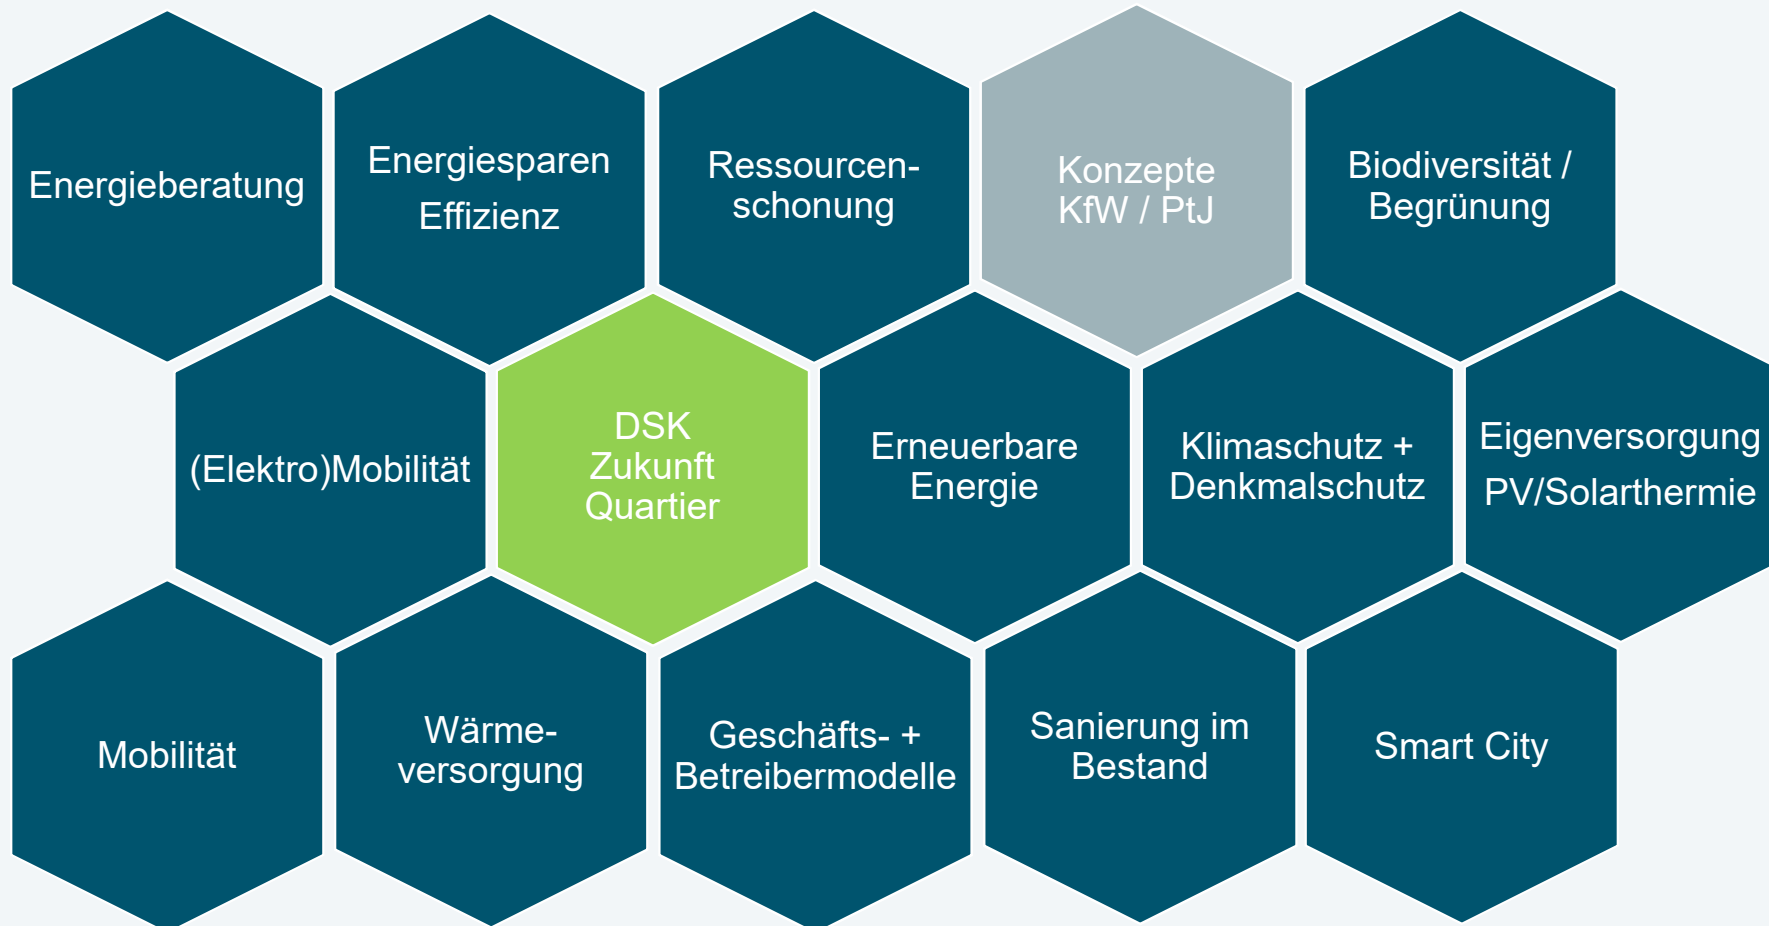 Energieberatung
Energiesparen
Effizienz
Ressourcen-
schonung
Konzepte
KfW / PtJ
Biodiversität /
Begrünung
(Elektro)Mobilität
DSK
Zukunft
Quartier
Erneuerbare
Energie
Klimaschutz +
Denkmalschutz
Eigenversorgung
PV/Solarthermie
Mobilität
Wärme-
versorgung
Geschäfts- +
Betreibermodelle
Sanierung im
Bestand
Smart City